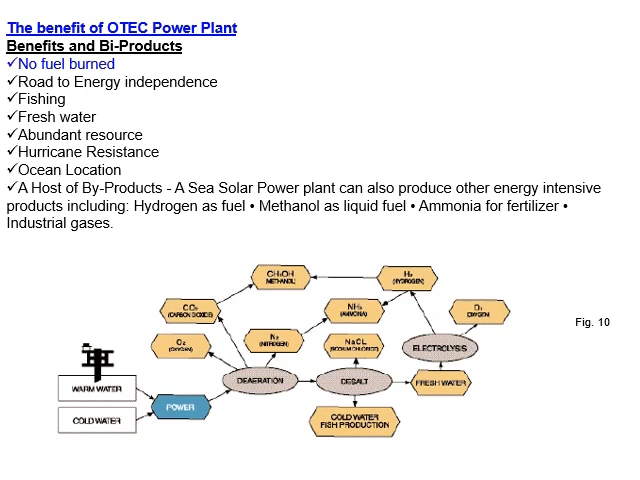 The benefit of OTEC Power Plant
Benefits and Bi-Products
✓No fuel burned
✓Road to Energy independence
✓Fishing
✓Fresh water
✓Abundant resource
✓Hurricane Resistance
✓Ocean Location
✓A Host of By-Products - A Sea Solar Power plant can also produce other energy intensive
products including: Hydrogen as fuel • Methanol as liquid fuel • Ammonia for fertilizer •
Industrial gases.
CH₃OH
(METHANOL)
H₂
(HYDROGEN)
CO₂
(CARBON DIOXIDE)
NH₃
(AMMONIA)
O₂
(OXYGEN)
Fig. 10
O₂
(OXYGEN)
N₂
(NITROGEN)
NaCL
(SODIUM CHLORIDE)
ELECTROLYSIS
WARM WATER
DEAERATION
DESALT
FRESH WATER
POWER
COLD WATER
COLD WATER
FISH PRODUCTION